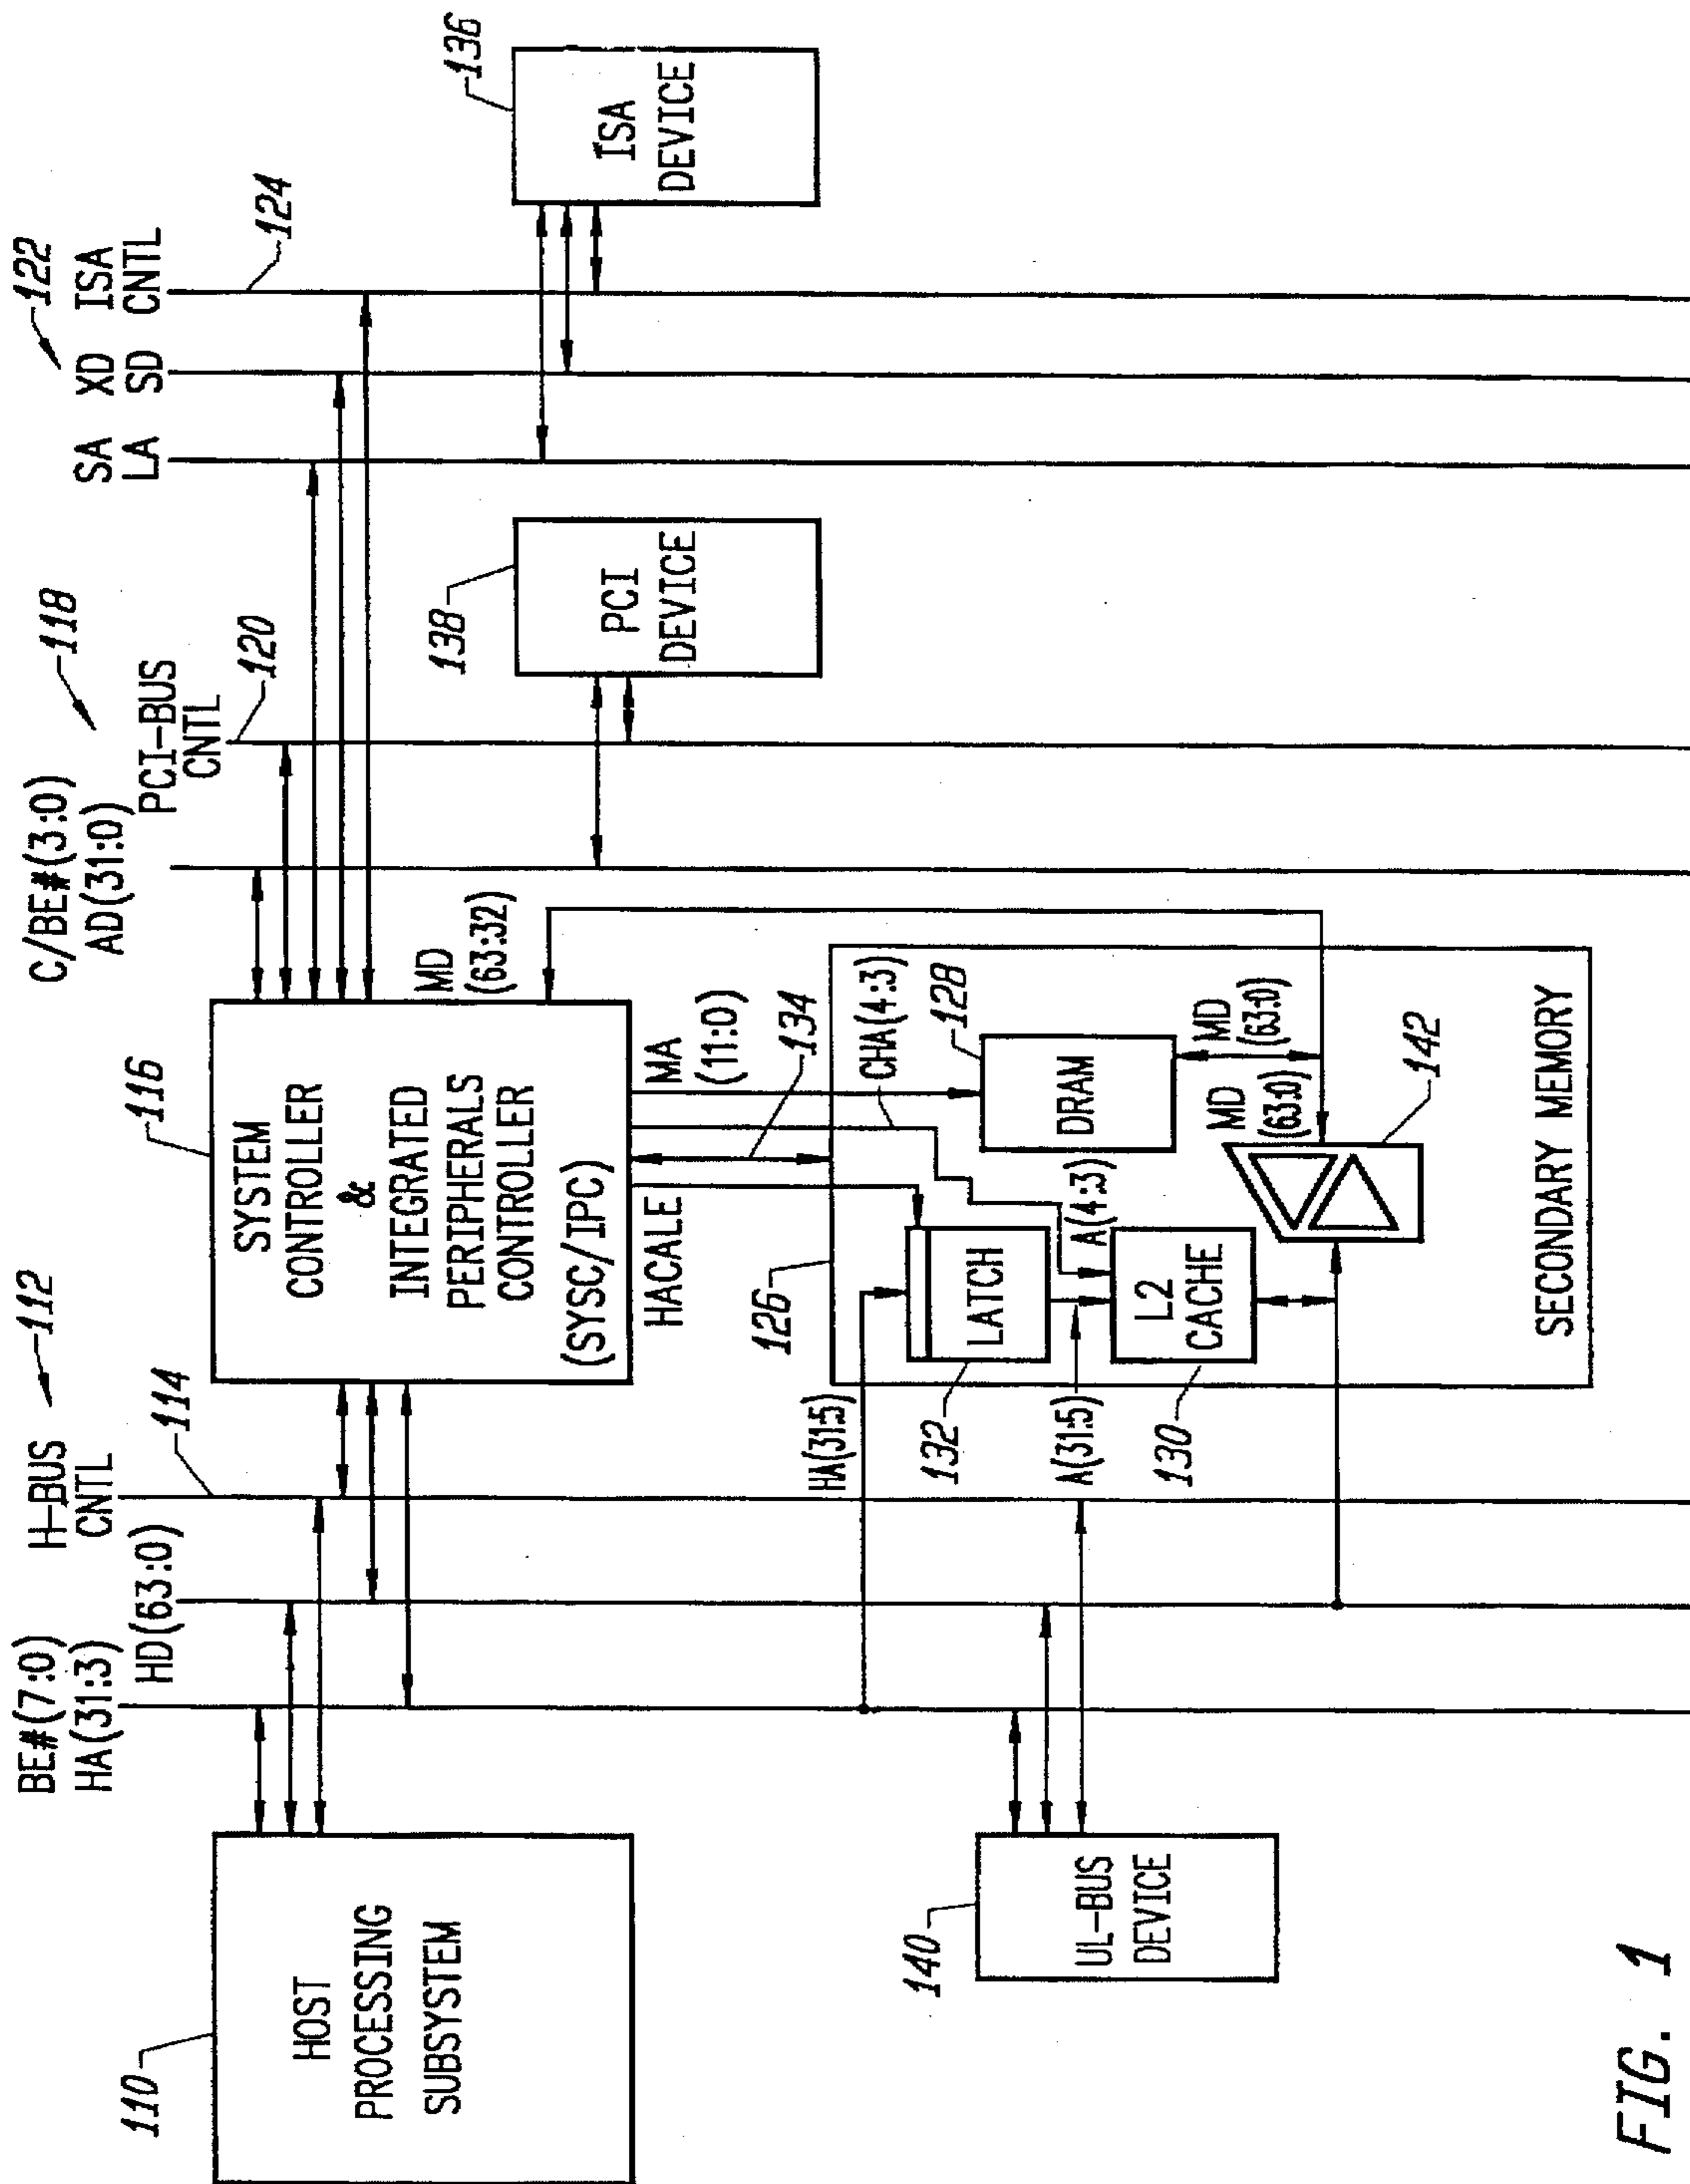 BE#(7:0)
HA(31:3)
HD(63:0)
H-BUS
CNTL
112
114
C/BE#(3:0)
AD(31:0)
PCI-BUS
CNTL
118
120
SA
LA
XD
SD
ISA
CNTL
122
124
110
HOST
PROCESSING
SUBSYSTEM
116
SYSTEM
CONTROLLER
&
INTEGRATED
PERIPHERALS
CONTROLLER
(SYSC/IPC)
MD
(63:32)
138
PCI
DEVICE
136
ISA
DEVICE
HACALE
MA
(11:0)
134
CHA(4:3)
126
128
HA(31:5)
132
LATCH
DRAM
A(31:5)
A(4:3)
130
L2
CACHE
MD
(63:0)
MD
(63:0)
142
SECONDARY MEMORY
140
UL-BUS
DEVICE
FIG. 1